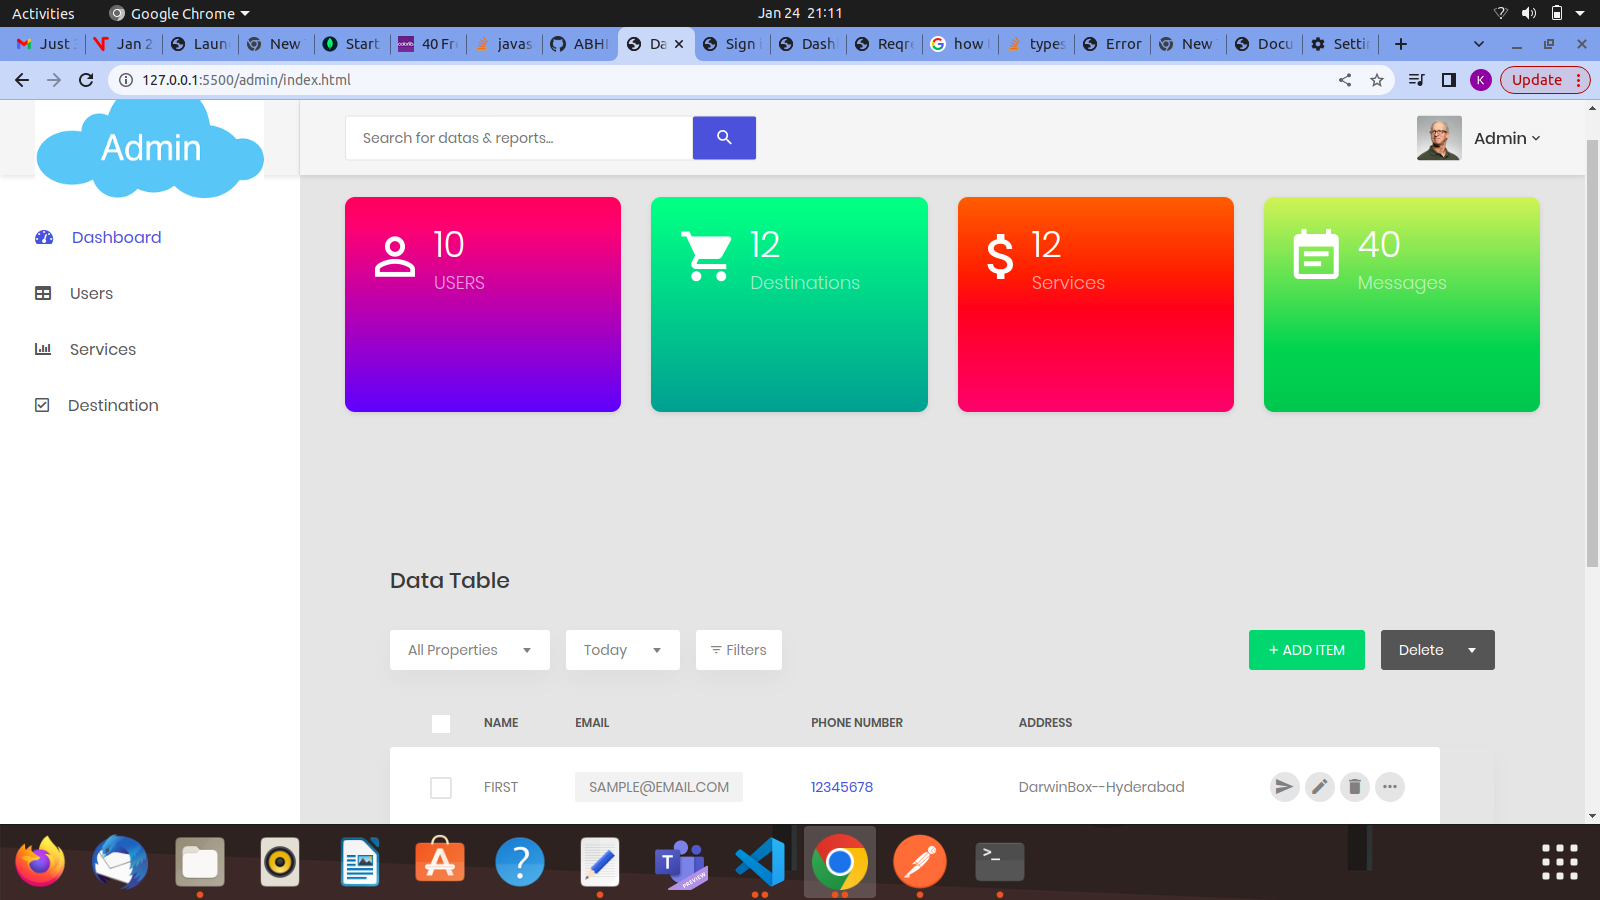 Activities
Google Chrome
Jan 24 21:11
Just
Jan 2
Laun
New
Start
40 Fr
javas
ABHI
Da
Sign i
Dash
Reqre
how
types
Error
New
Docu
Settin
127.0.0.1:5500/admin/index.html
K
Update
Admin
Search for datas & reports...
Admin
Dashboard
Users
Services
Destination
10
USERS
12
Destinations
12
Services
40
Messages
Data Table
All Properties
Today
Filters
+ ADD ITEM
Delete
NAME
EMAIL
PHONE NUMBER
ADDRESS
FIRST
SAMPLE@EMAIL.COM
12345678
DarwinBox--Hyderabad
T
PREVIEW
>_